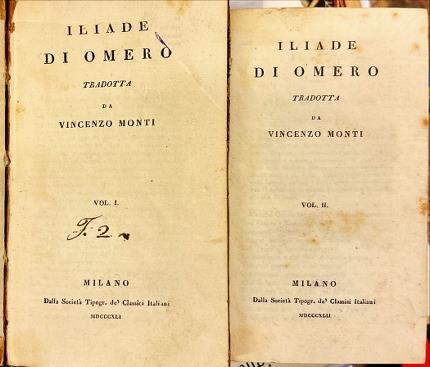 ILIADE
DI OMERO
TRADOTTA
DA
VINCENZO MONTI
VOL. I.
T. 2
MILANO
Dalla Società Tipogr. de' Classici Italiani
MDCCCXLI
ILIADE
DI OMERO
TRADOTTA
DA
VINCENZO MONTI
VOL. II.
MILANO
Dalla Società Tipogr. de' Classici Italiani
MDCCCXLI